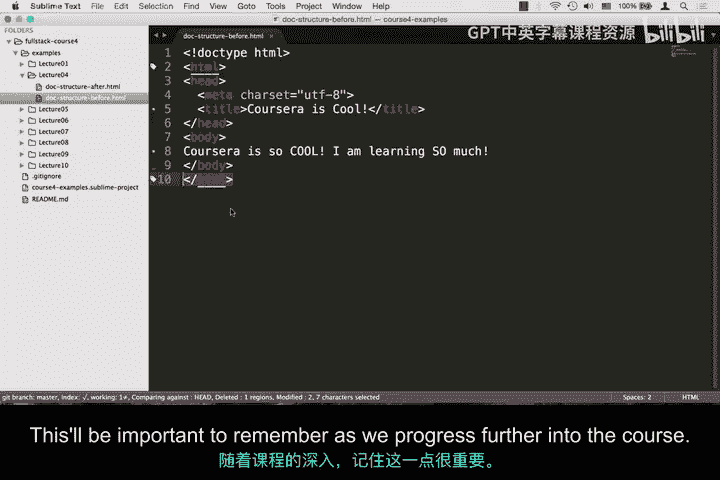 Sublime Text File Edit Selection Find View Goto Tools Project Window Help
100%
doc-structure-before.html — course4-examples
GPT中英字幕课程资源 bilibili
FOLDERS
fullstack-course4
examples
Lecture01
Lecture04
doc-structure-after.html
doc-structure-before.html
Lecture05
Lecture06
Lecture07
Lecture08
Lecture09
Lecture10
.gitignore
course4-examples.sublime-project
README.md
doc-structure-before.html
1 <!doctype html>
2 <html>
3 <head>
4 <meta charset="utf-8">
5 <title>Coursera is Cool!</title>
6 </head>
7 <body>
8 Coursera is so COOL! I am learning SO much!
9 </body>
10 </html>
git branch: master, index: √, working: 1≠, Comparing against : HEAD, Deleted : 1 regions, Modified : 2, 7 characters selected
Spaces: 2 HTML
This'll be important to remember as we progress further into the course.
随着课程的深入，记住这一点很重要。